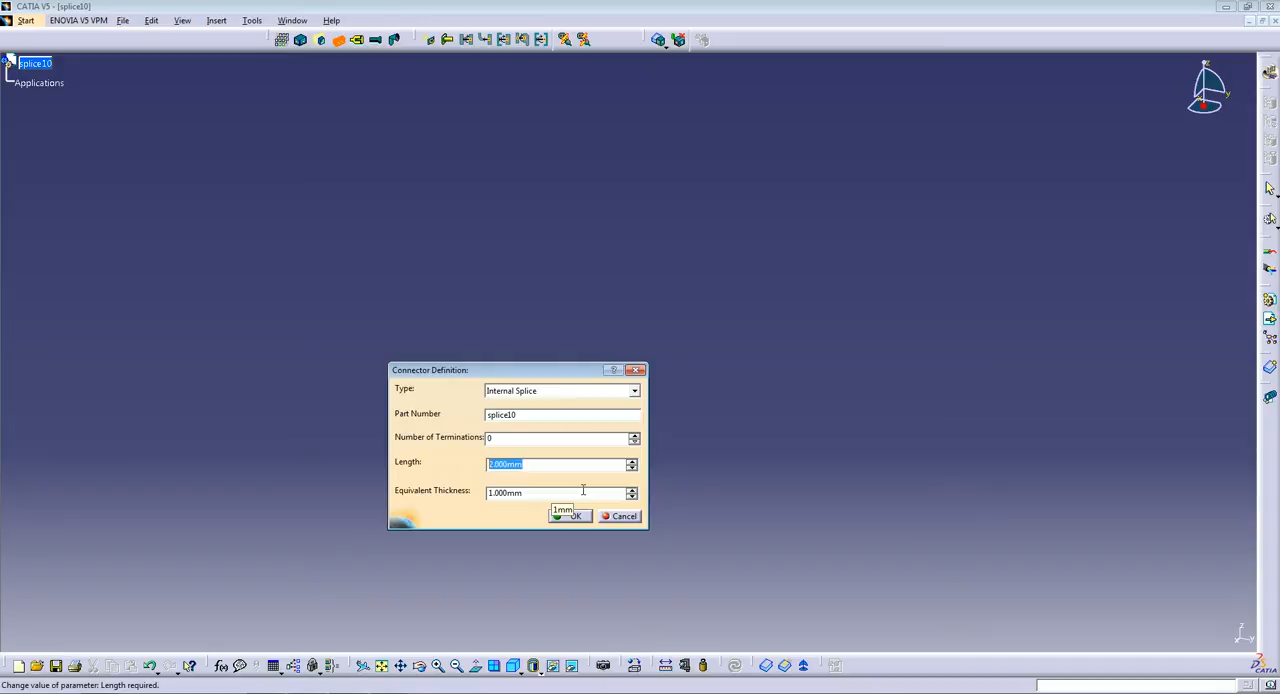 CATIA V5 - [splice10]
Start ENOVIA V5 VPM File Edit View Insert Tools Window Help
splice10
Applications
z
y
Connector Definition:
Type: Internal Splice
Part Number splice10
Number of Terminations: 0
Length: 2.000mm
Equivalent Thickness: 1.000mm
1mm
OK Cancel
z
y
f(x)
CATIA
Change value of parameter: Length required.